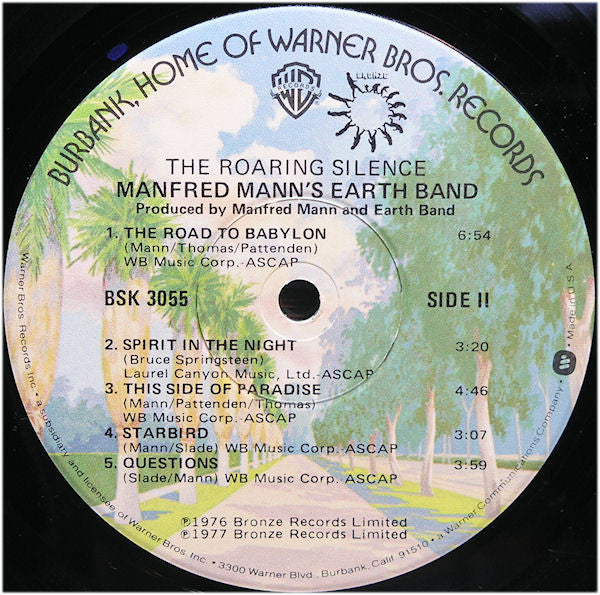 BURBANK, HOME OF WARNER BROS. RECORDS
WB
RECORDS
BRONZE
THE ROARING SILENCE
MANFRED MANN'S EARTH BAND
Produced by Manfred Mann and Earth Band
1. THE ROAD TO BABYLON 6:54
(Mann/Thomas/Pattenden)
WB Music Corp.-ASCAP
BSK 3055 SIDE II
2. SPIRIT IN THE NIGHT 3:20
(Bruce Springsteen)
Laurel Canyon Music, Ltd.-ASCAP
3. THIS SIDE OF PARADISE 4:46
(Mann/Pattenden/Thomas)
WB Music Corp.-ASCAP
4. STARBIRD 3:07
(Mann/Slade) WB Music Corp.-ASCAP
5. QUESTIONS 3:59
(Slade/Mann) WB Music Corp.-ASCAP
℗1976 Bronze Records Limited
℗1977 Bronze Records Limited
Warner Bros. Records Inc. • a subsidiary and licensee of Warner Bros. Inc. • 3300 Warner Blvd., Burbank, Calif. 91510 • a Warner Communications Company • Made in U.S.A.